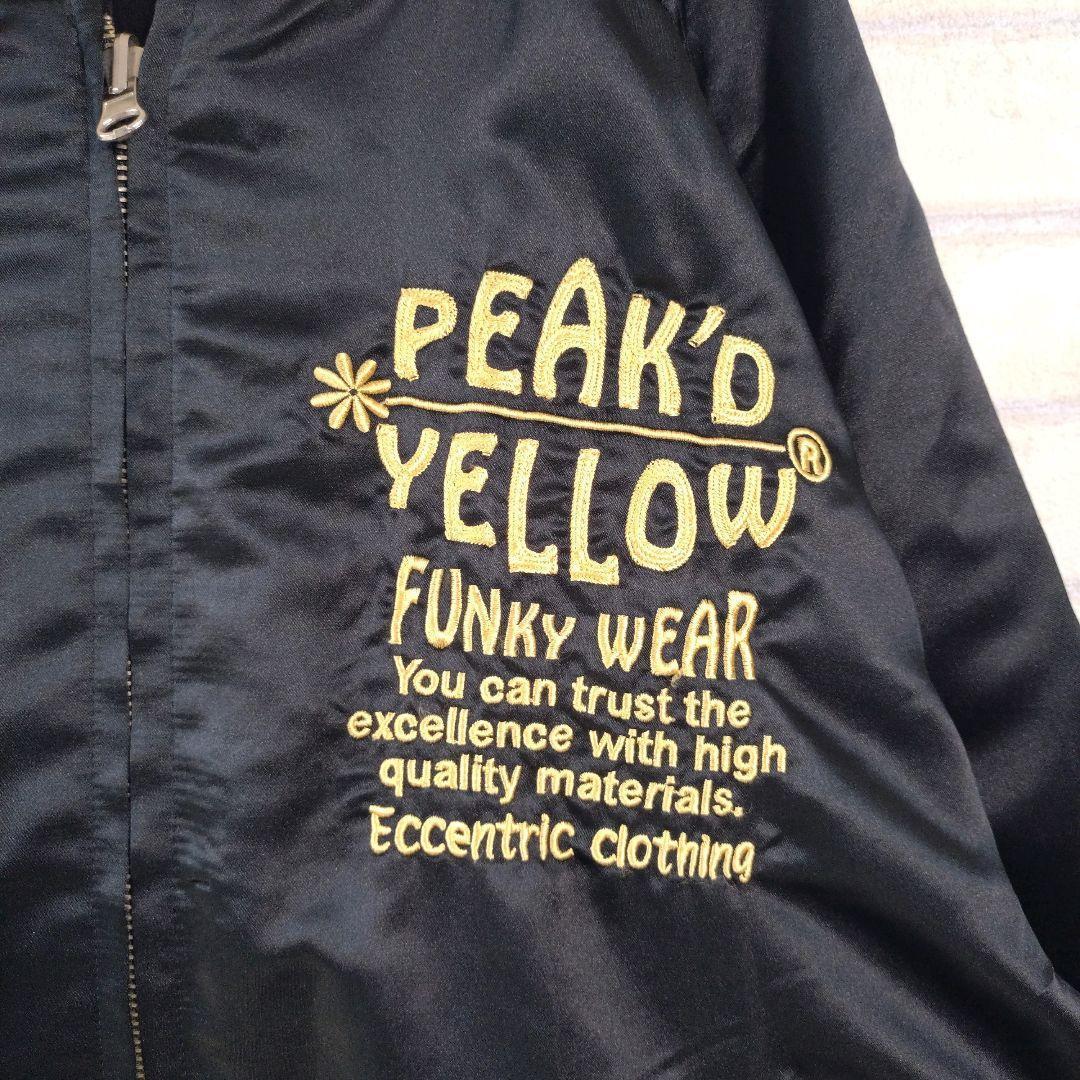 PEAK'D
YELLOW®
FUNKY WEAR
You can trust the
excellence with high
quality materials.
Eccentric clothing